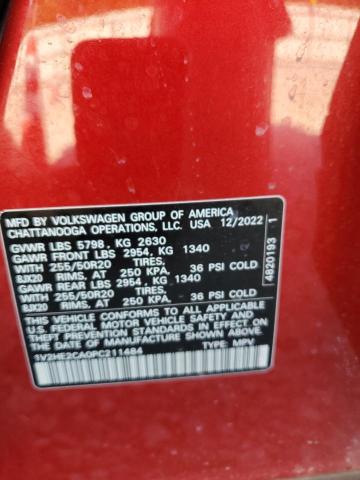 MFD BY VOLKSWAGEN GROUP OF AMERICA
CHATTANOOGA OPERATIONS, LLC. USA 12/2022
GVWR LBS 5798, KG 2630
GAWR FRONT LBS 2954, KG 1340
WITH 255/50R20 TIRES,
8JX20 RIMS, AT 250 KPA, 36 PSI COLD
GAWR REAR LBS 2954, KG 1340
WITH 255/50R20 TIRES,
8JX20 RIMS, AT 250 KPA, 36 PSI COLD
THIS VEHICLE CONFORMS TO ALL APPLICABLE
U.S. FEDERAL MOTOR VEHICLE SAFETY AND
THEFT PREVENTION STANDARDS IN EFFECT ON
THE DATE OF MANUFACTURE SHOWN ABOVE.
1V2HE2CA0PC211484 TYPE: MPV
4820193 1